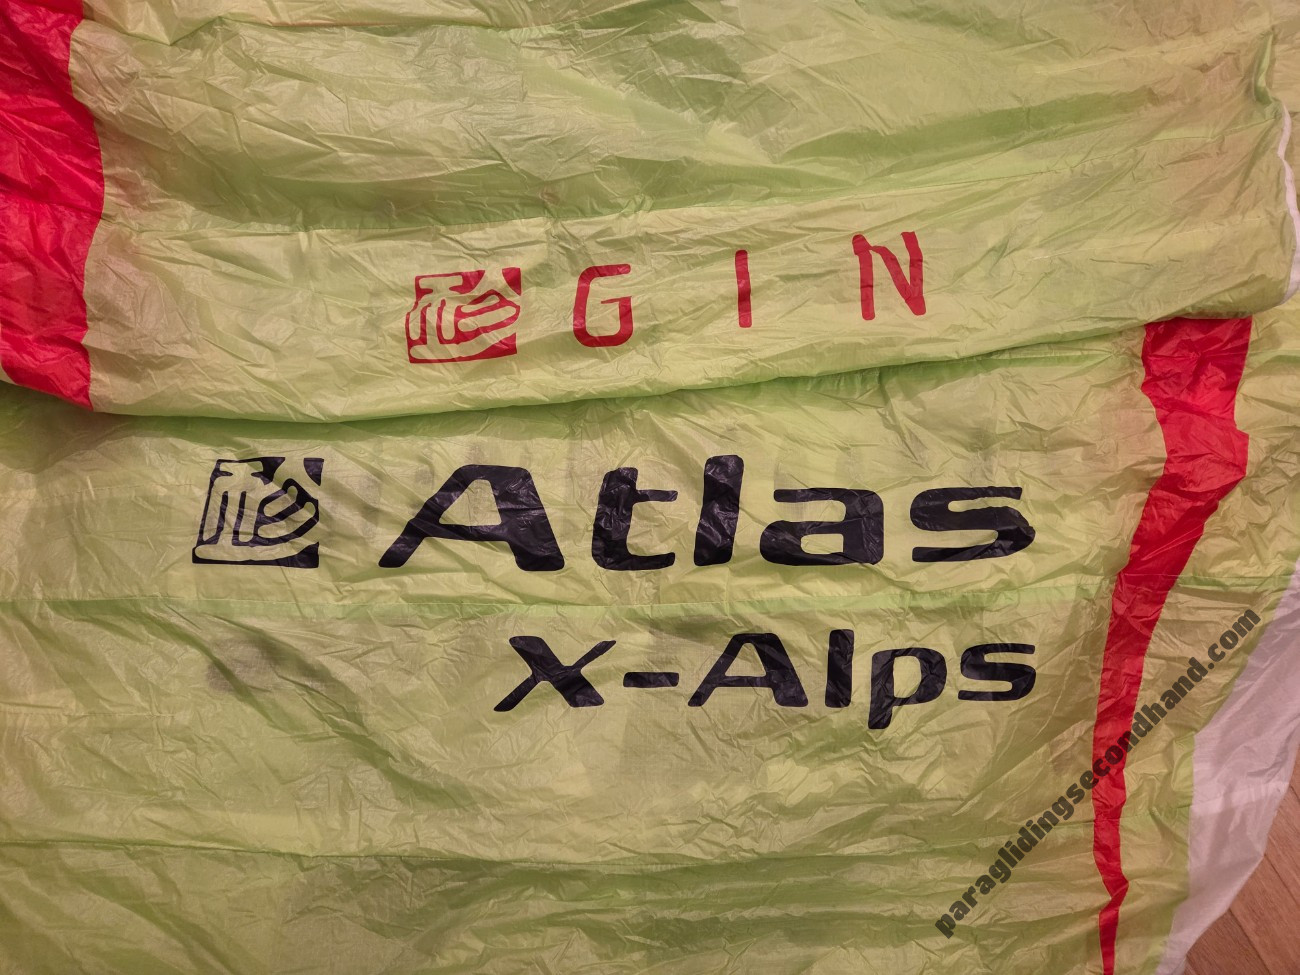 GIN
Atlas
X-Alps
paraglidingsecondhand.com